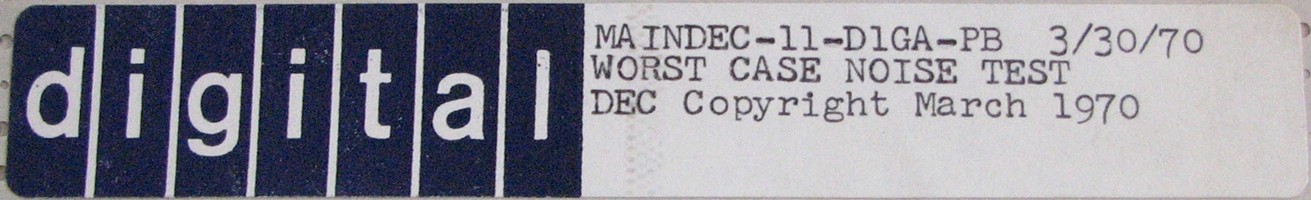 digital
MAINDEC-11-D1GA-PB 3/30/70
WORST CASE NOISE TEST
DEC Copyright March 1970